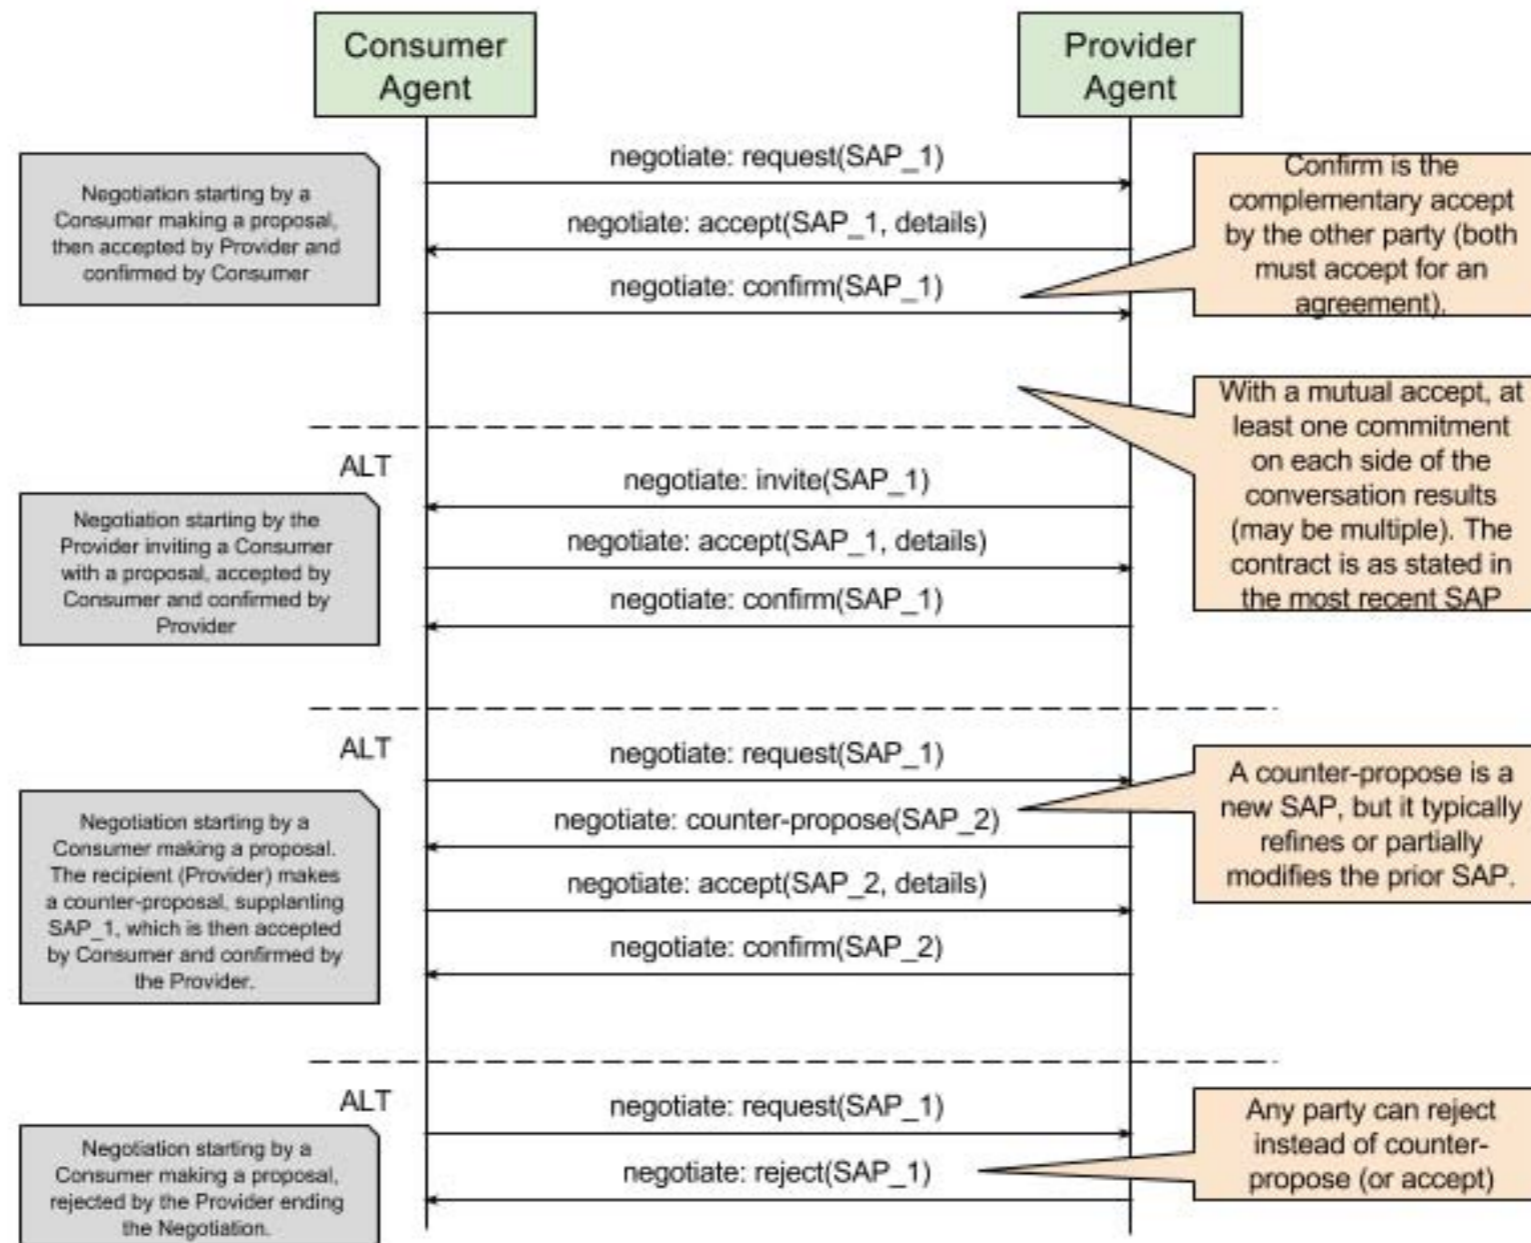 Consumer
Agent
Provider
Agent
negotiate: request(SAP_1)
Negotiation starting by a
Consumer making a proposal,
then accepted by Provider and
confirmed by Consumer
negotiate: accept(SAP_1, details)
negotiate: confirm(SAP_1)
Confirm is the
complementary accept
by the other party (both
must accept for an
agreement).
With a mutual accept, at
least one commitment
on each side of the
conversation results
(may be multiple). The
contract is as stated in
the most recent SAP
ALT
negotiate: invite(SAP_1)
Negotiation starting by the
Provider inviting a Consumer
with a proposal, accepted by
Consumer and confirmed by
Provider
negotiate: accept(SAP_1, details)
negotiate: confirm(SAP_1)
ALT
negotiate: request(SAP_1)
Negotiation starting by a
Consumer making a proposal.
The recipient (Provider) makes
a counter-proposal, supplanting
SAP_1, which is then accepted
by Consumer and confirmed by
the Provider.
negotiate: counter-propose(SAP_2)
negotiate: accept(SAP_2, details)
negotiate: confirm(SAP_2)
A counter-propose is a
new SAP, but it typically
refines or partially
modifies the prior SAP.
ALT
negotiate: request(SAP_1)
Negotiation starting by a
Consumer making a proposal,
rejected by the Provider ending
the Negotiation.
negotiate: reject(SAP_1)
Any party can reject
instead of counter-
propose (or accept)